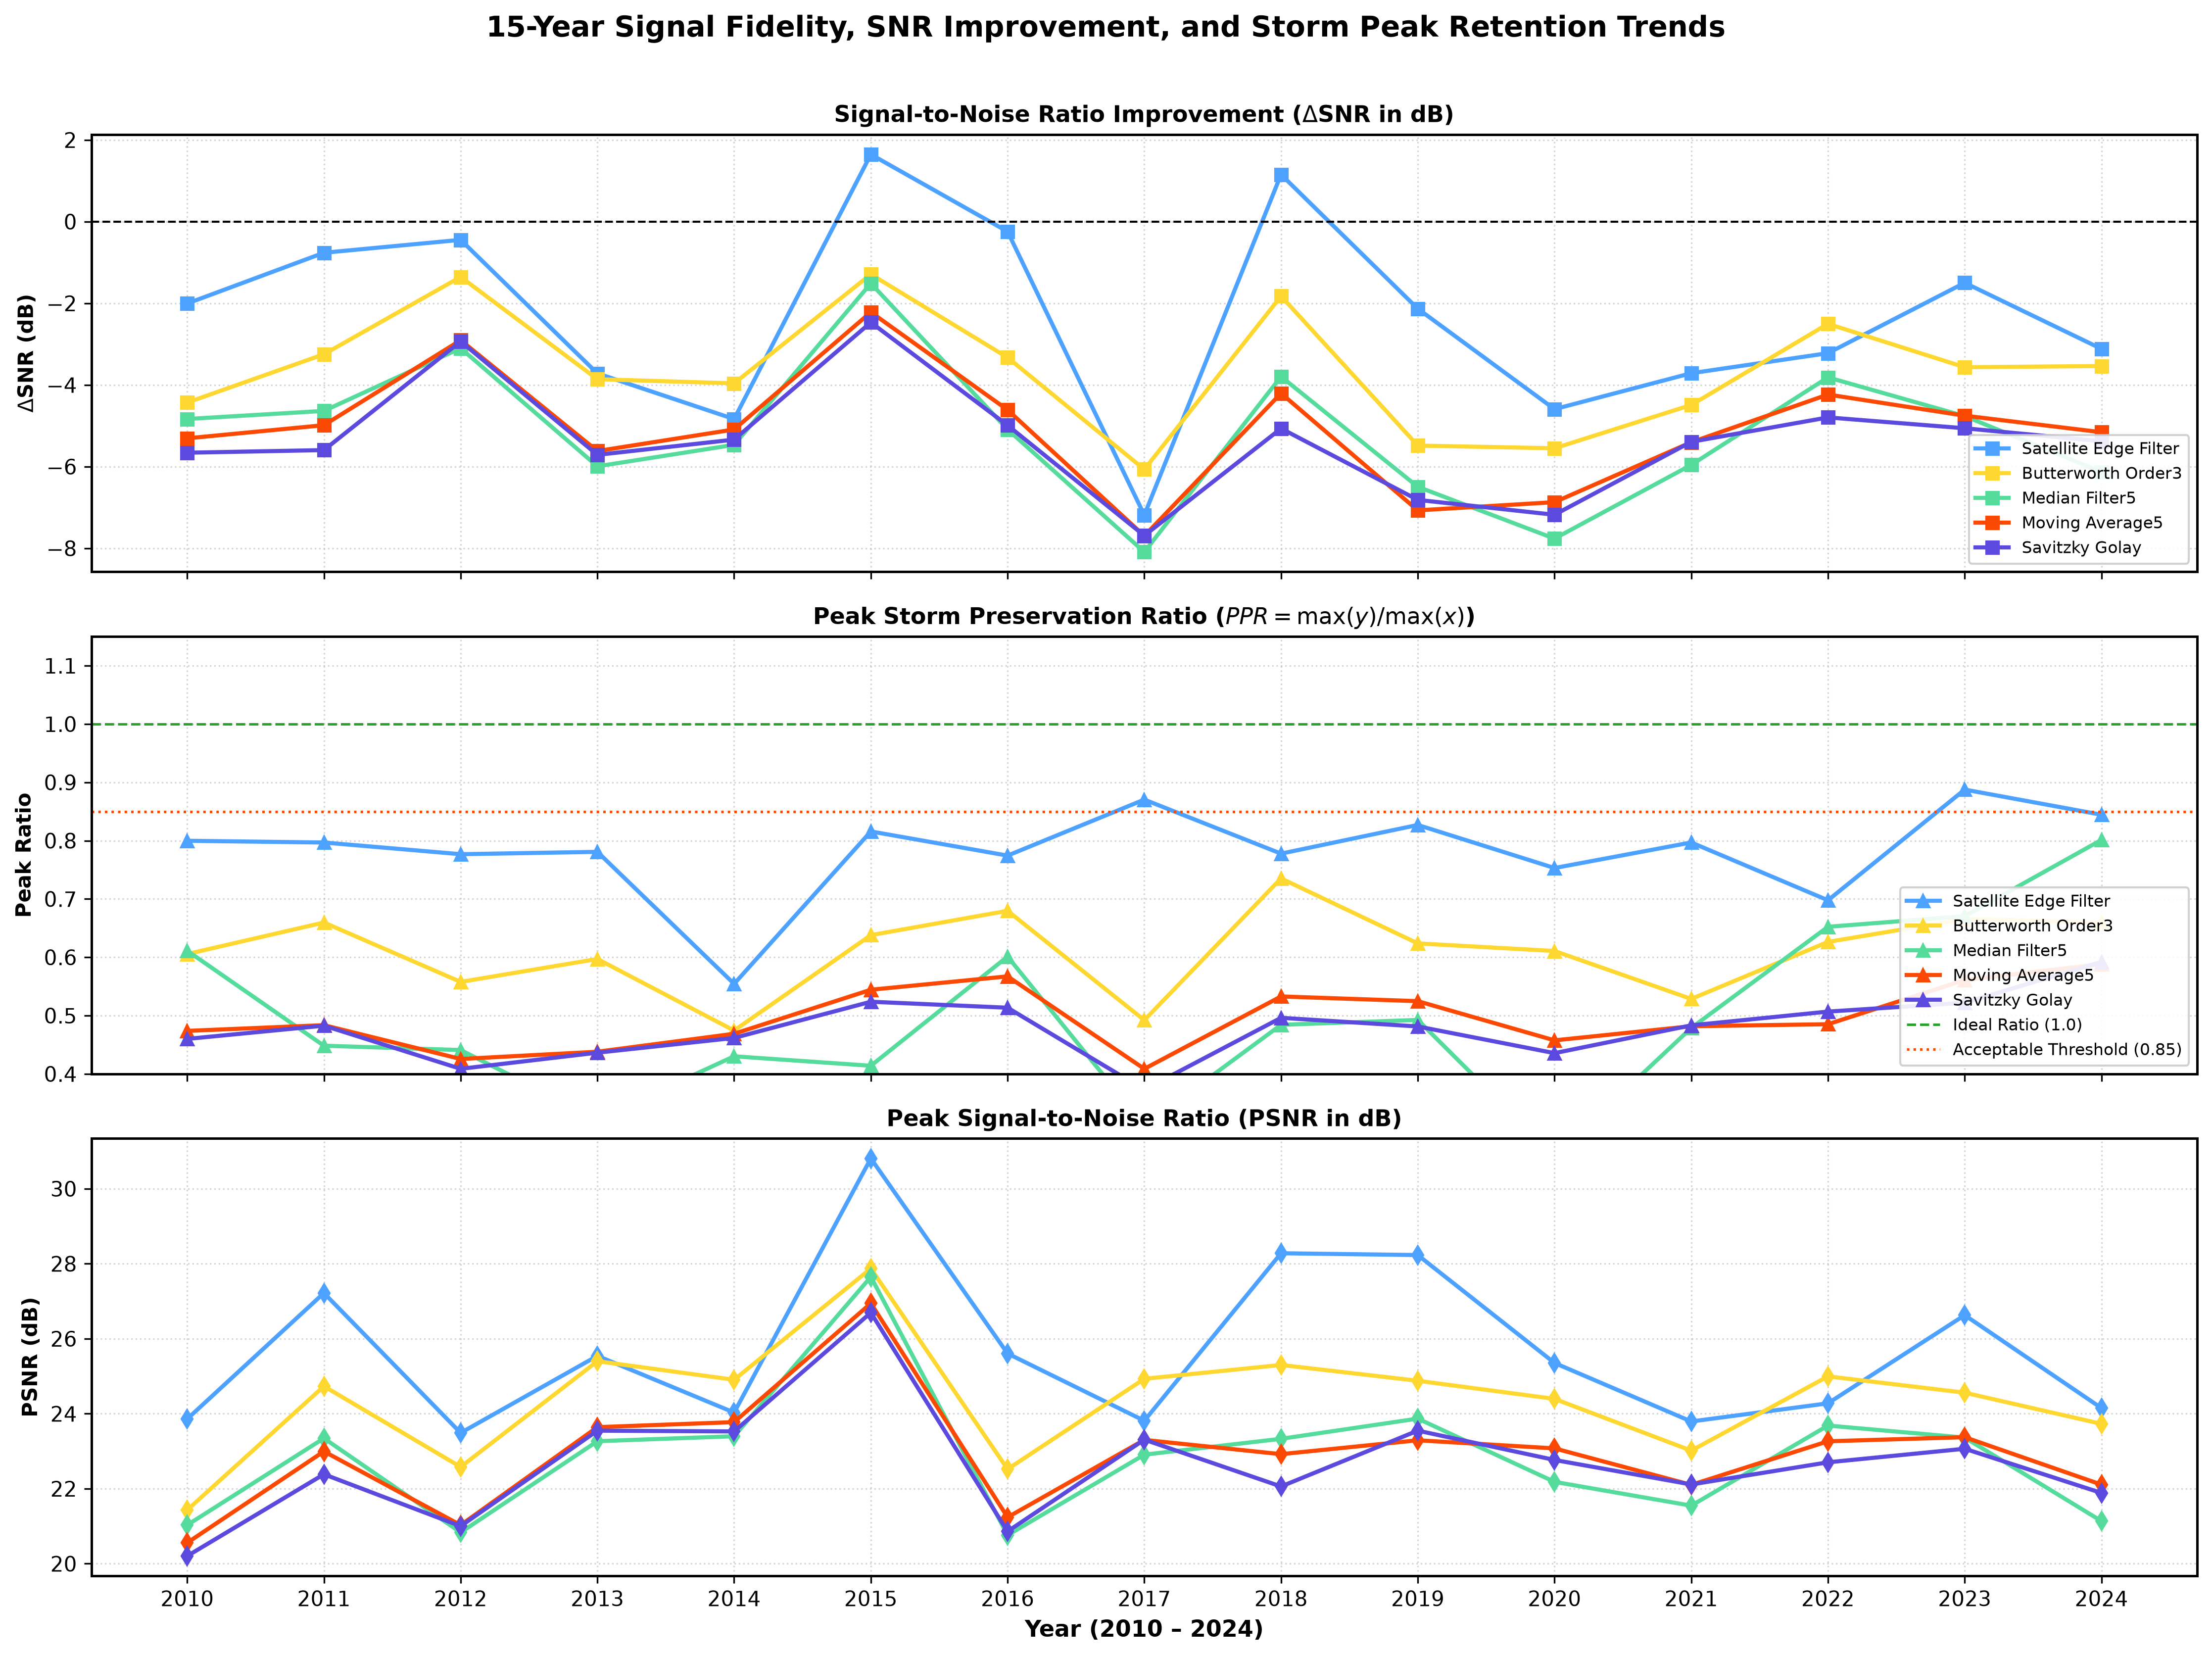 15-Year Signal Fidelity, SNR Improvement, and Storm Peak Retention Trends
Signal-to-Noise Ratio Improvement (ΔSNR in dB)
ΔSNR (dB)
2
0
−2
−4
−6
−8
Satellite Edge Filter
Butterworth Order3
Median Filter5
Moving Average5
Savitzky Golay
Peak Storm Preservation Ratio (PPR = max(y)/max(x))
Peak Ratio
1.1
1.0
0.9
0.8
0.7
0.6
0.5
0.4
Satellite Edge Filter
Butterworth Order3
Median Filter5
Moving Average5
Savitzky Golay
Ideal Ratio (1.0)
Acceptable Threshold (0.85)
Peak Signal-to-Noise Ratio (PSNR in dB)
PSNR (dB)
30
28
26
24
22
20
2010 2011 2012 2013 2014 2015 2016 2017 2018 2019 2020 2021 2022 2023 2024
Year (2010 – 2024)